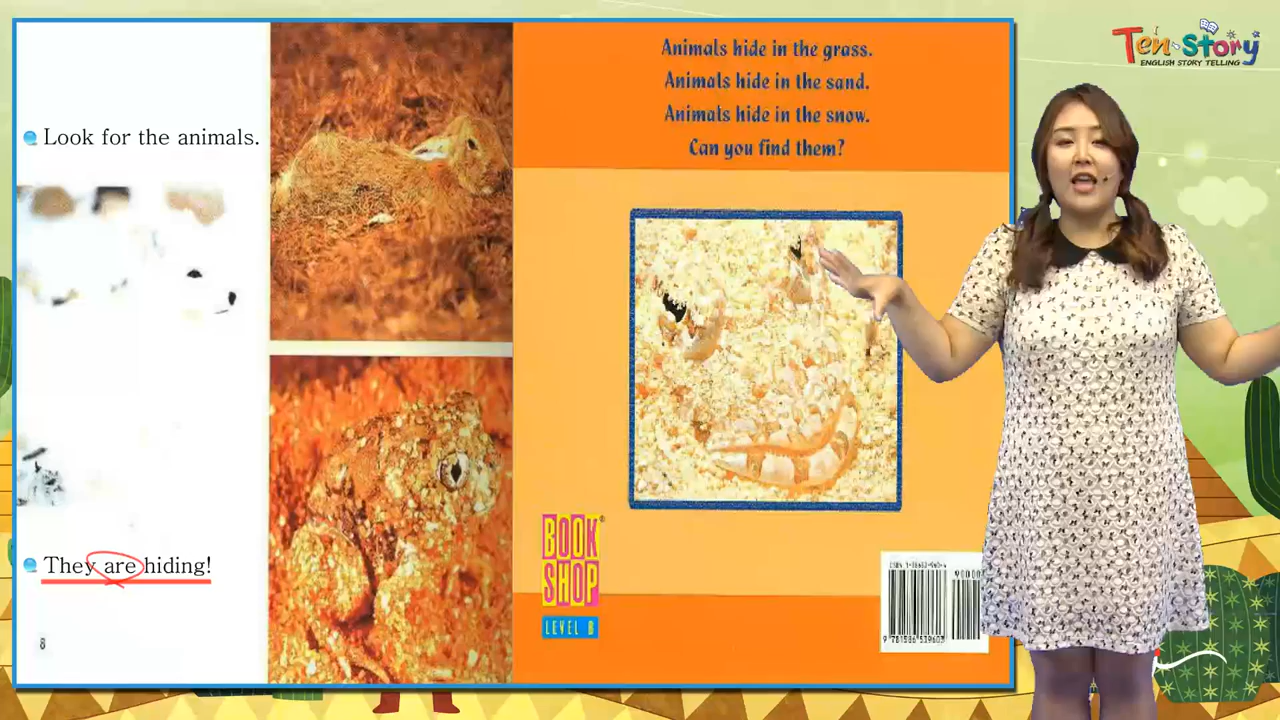 Look for the animals.
They are hiding!
8
Animals hide in the grass.
Animals hide in the sand.
Animals hide in the snow.
Can you find them?
BOOK
SHOP
LEVEL B
Ten Story
ENGLISH STORY TELLING